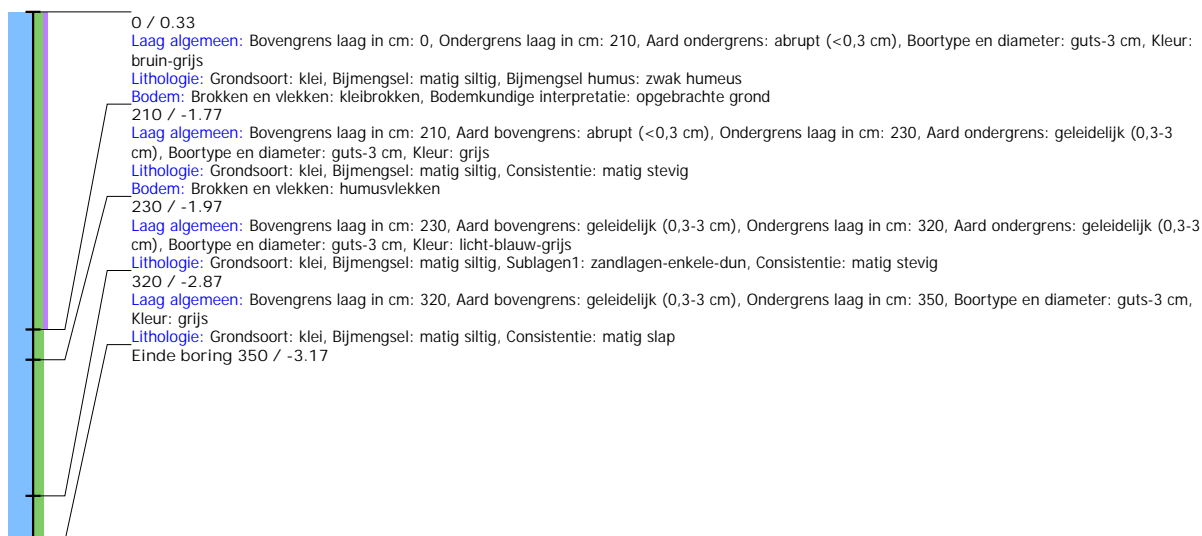 0 / 0.33
Laag algemeen: Bovengrens laag in cm: 0, Ondergrens laag in cm: 210, Aard ondergrens: abrupt (<0,3 cm), Boortype en diameter: guts-3 cm, Kleur:
bruin-grijs
Lithologie: Grondsoort: klei, Bijmengsel: matig siltig, Bijmengsel humus: zwak humeus
Bodem: Brokken en vlekken: kleibrokken, Bodemkundige interpretatie: opgebrachte grond
210 / -1.77
Laag algemeen: Bovengrens laag in cm: 210, Aard bovengrens: abrupt (<0,3 cm), Ondergrens laag in cm: 230, Aard ondergrens: geleidelijk (0,3-3
cm), Boortype en diameter: guts-3 cm, Kleur: grijs
Lithologie: Grondsoort: klei, Bijmengsel: matig siltig, Consistentie: matig stevig
Bodem: Brokken en vlekken: humusvlekken
230 / -1.97
Laag algemeen: Bovengrens laag in cm: 230, Aard bovengrens: geleidelijk (0,3-3 cm), Ondergrens laag in cm: 320, Aard ondergrens: geleidelijk (0,3-3
cm), Boortype en diameter: guts-3 cm, Kleur: licht-blauw-grijs
Lithologie: Grondsoort: klei, Bijmengsel: matig siltig, Sublagen1: zandlagen-enkele-dun, Consistentie: matig stevig
320 / -2.87
Laag algemeen: Bovengrens laag in cm: 320, Aard bovengrens: geleidelijk (0,3-3 cm), Ondergrens laag in cm: 350, Boortype en diameter: guts-3 cm,
Kleur: grijs
Lithologie: Grondsoort: klei, Bijmengsel: matig siltig, Consistentie: matig slap
Einde boring 350 / -3.17